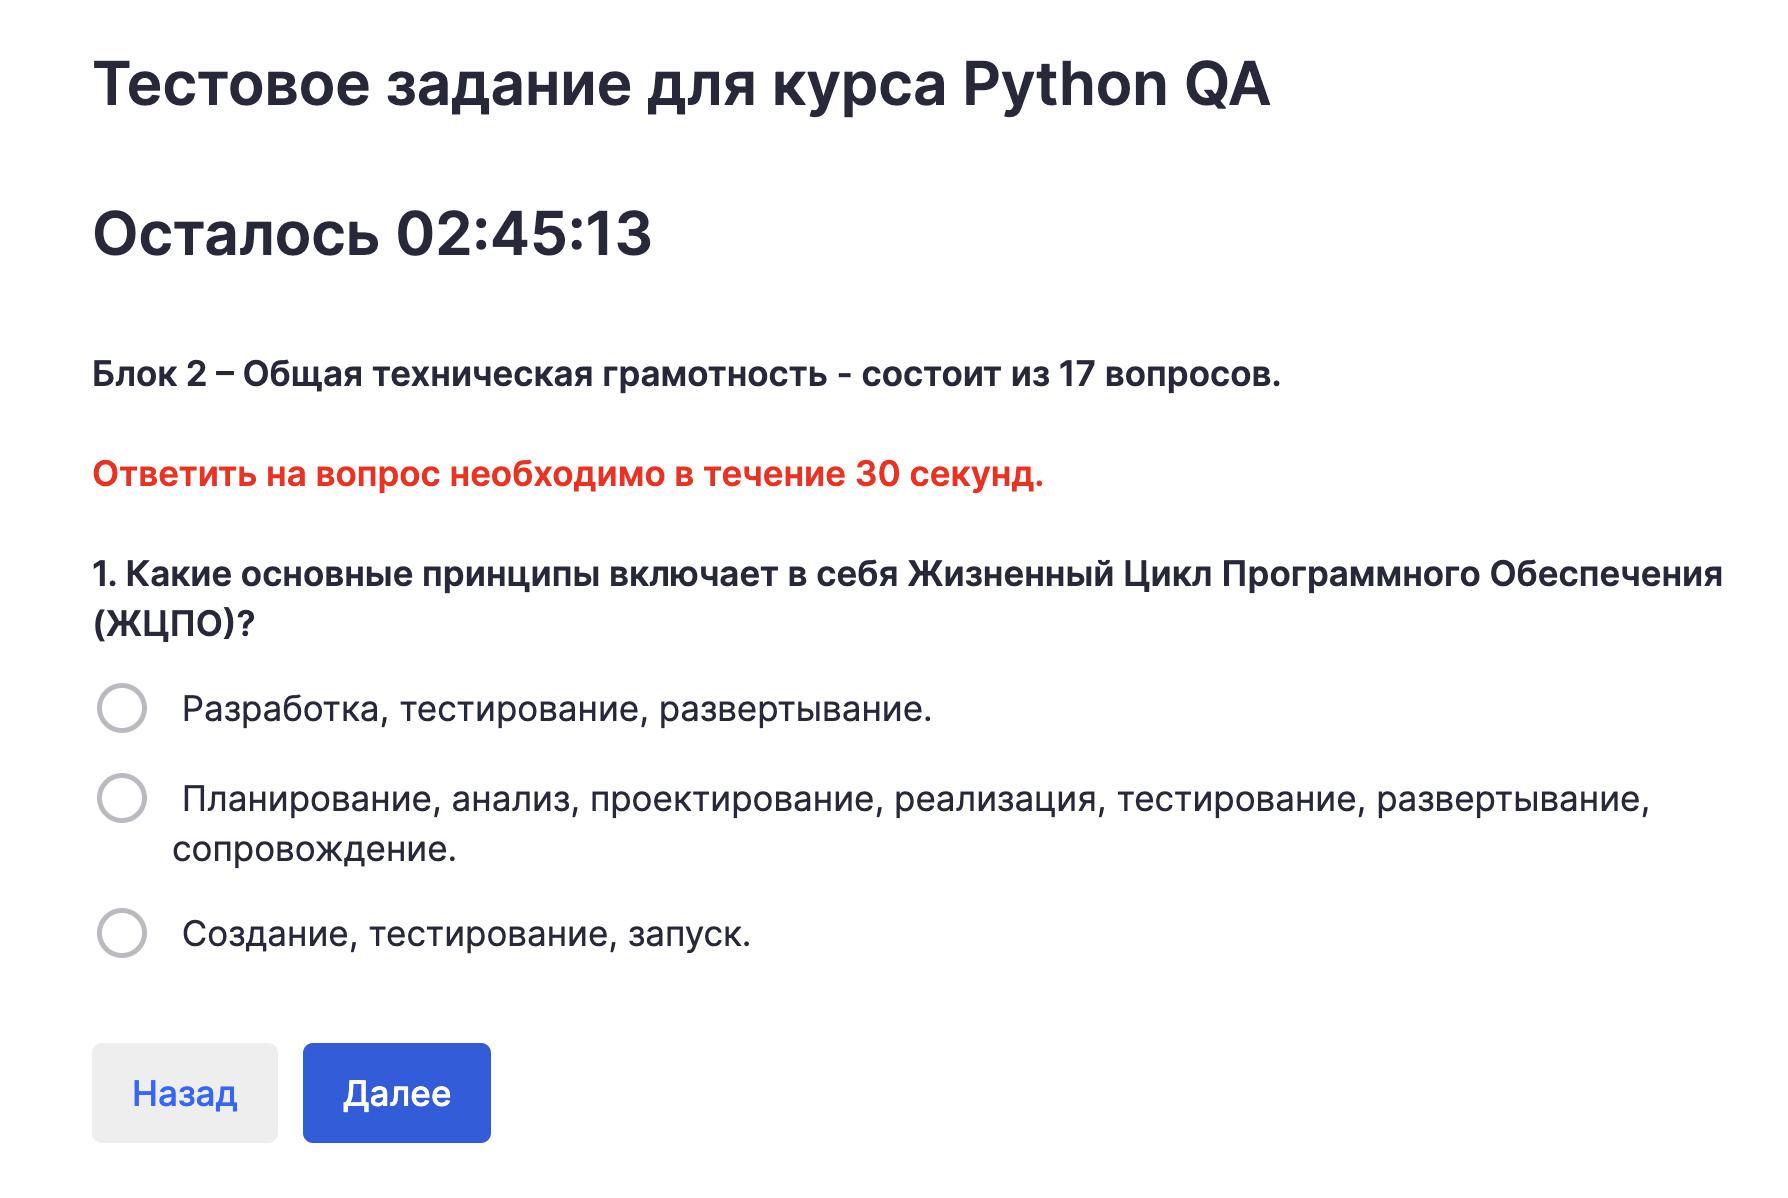 Тестовое задание для курса Python QA
Осталось 02:45:13
Блок 2 – Общая техническая грамотность - состоит из 17 вопросов.
Ответить на вопрос необходимо в течение 30 секунд.
1. Какие основные принципы включает в себя Жизненный Цикл Программного Обеспечения
(ЖЦПО)?
Разработка, тестирование, развертывание.
Планирование, анализ, проектирование, реализация, тестирование, развертывание,
сопровождение.
Создание, тестирование, запуск.
Назад Далее